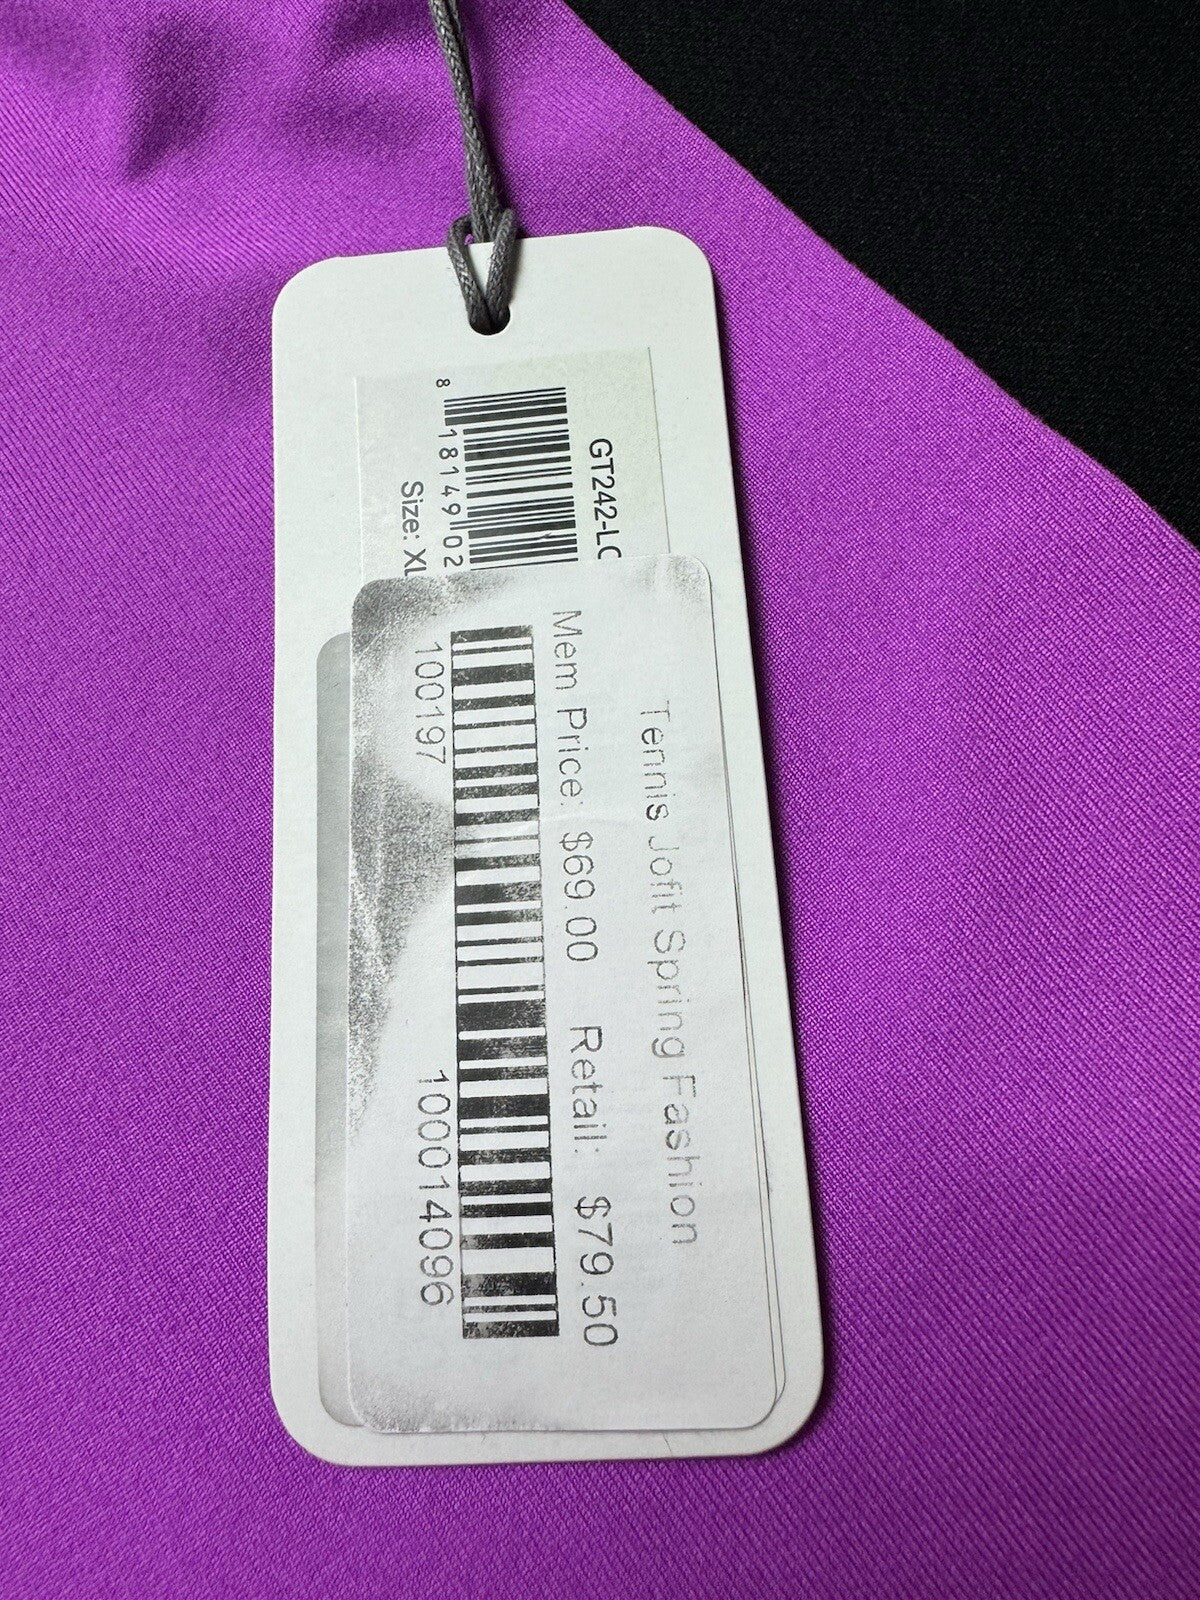 GT242-LC
8 18149 02
Size: XL
Tennis Jofit Spring Fashion
Mem Price: $69.00 Retail: $79.50
100197 100014096